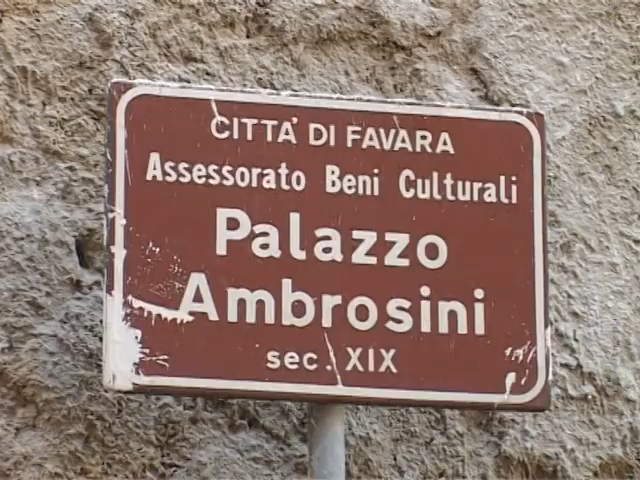 CITTA' DI FAVARA
Assessorato Beni Culturali
Palazzo
Ambrosini
sec. XIX